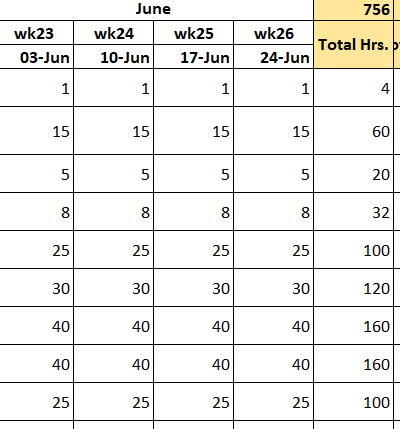 June 756
wk23 wk24 wk25 wk26 Total Hrs.
03-Jun 10-Jun 17-Jun 24-Jun
1 1 1 1 4
15 15 15 15 60
5 5 5 5 20
8 8 8 8 32
25 25 25 25 100
30 30 30 30 120
40 40 40 40 160
40 40 40 40 160
25 25 25 25 100